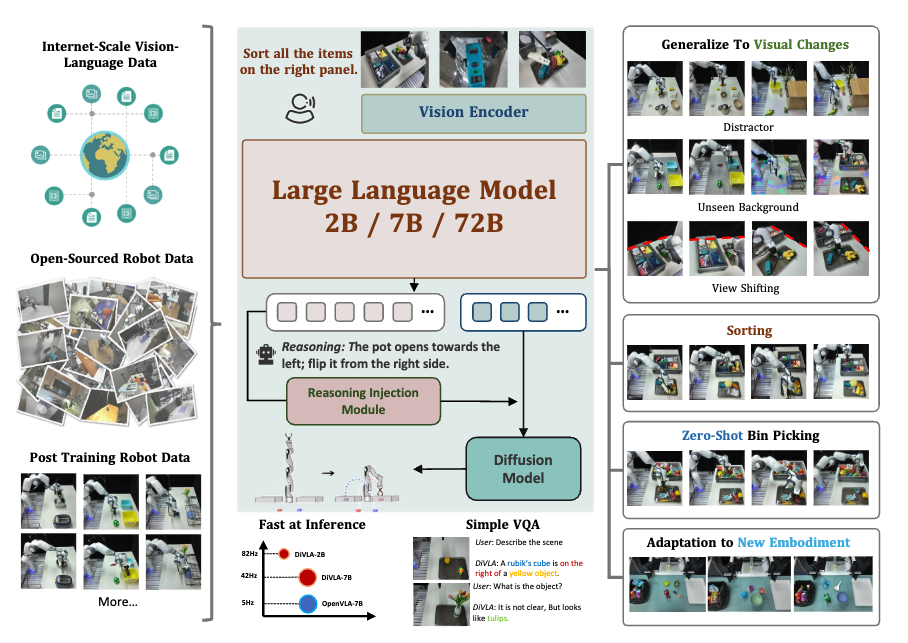 Internet-Scale Vision-
Language Data
Open-Sourced Robot Data
Post Training Robot Data
More...
Sort all the items
on the right panel.
Vision Encoder
Large Language Model
2B / 7B / 72B
...
...
Reasoning: The pot opens towards the
left; flip it from the right side.
Reasoning Injection
Module
Diffusion
Model
Fast at Inference
82Hz
DiVLA-2B
42Hz
DiVLA-7B
5Hz
OpenVLA-7B
Simple VQA
User: Describe the scene
DiVLA: A rubik's cube is on the
right of a yellow object.
User: What is the object?
DiVLA: It is not clear, But looks
like tulips.
Generalize To Visual Changes
Distractor
Unseen Background
View Shifting
Sorting
Zero-Shot Bin Picking
Adaptation to New Embodiment